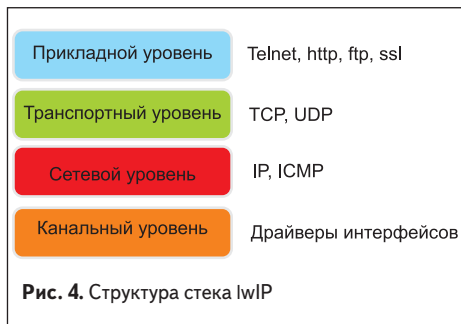 Прикладной уровень Telnet, http, ftp, ssl
Транспортный уровень TCP, UDP
Сетевой уровень IP, ICMP
Канальный уровень Драйверы интерфейсов
Рис. 4. Структура стека lwIP